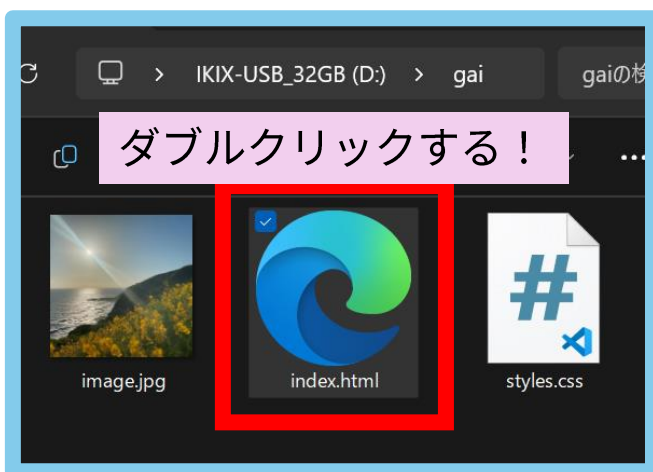 IKIX-USB_32GB (D:) > gai
gaiの検
ダブルクリックする！
image.jpg
index.html
styles.css